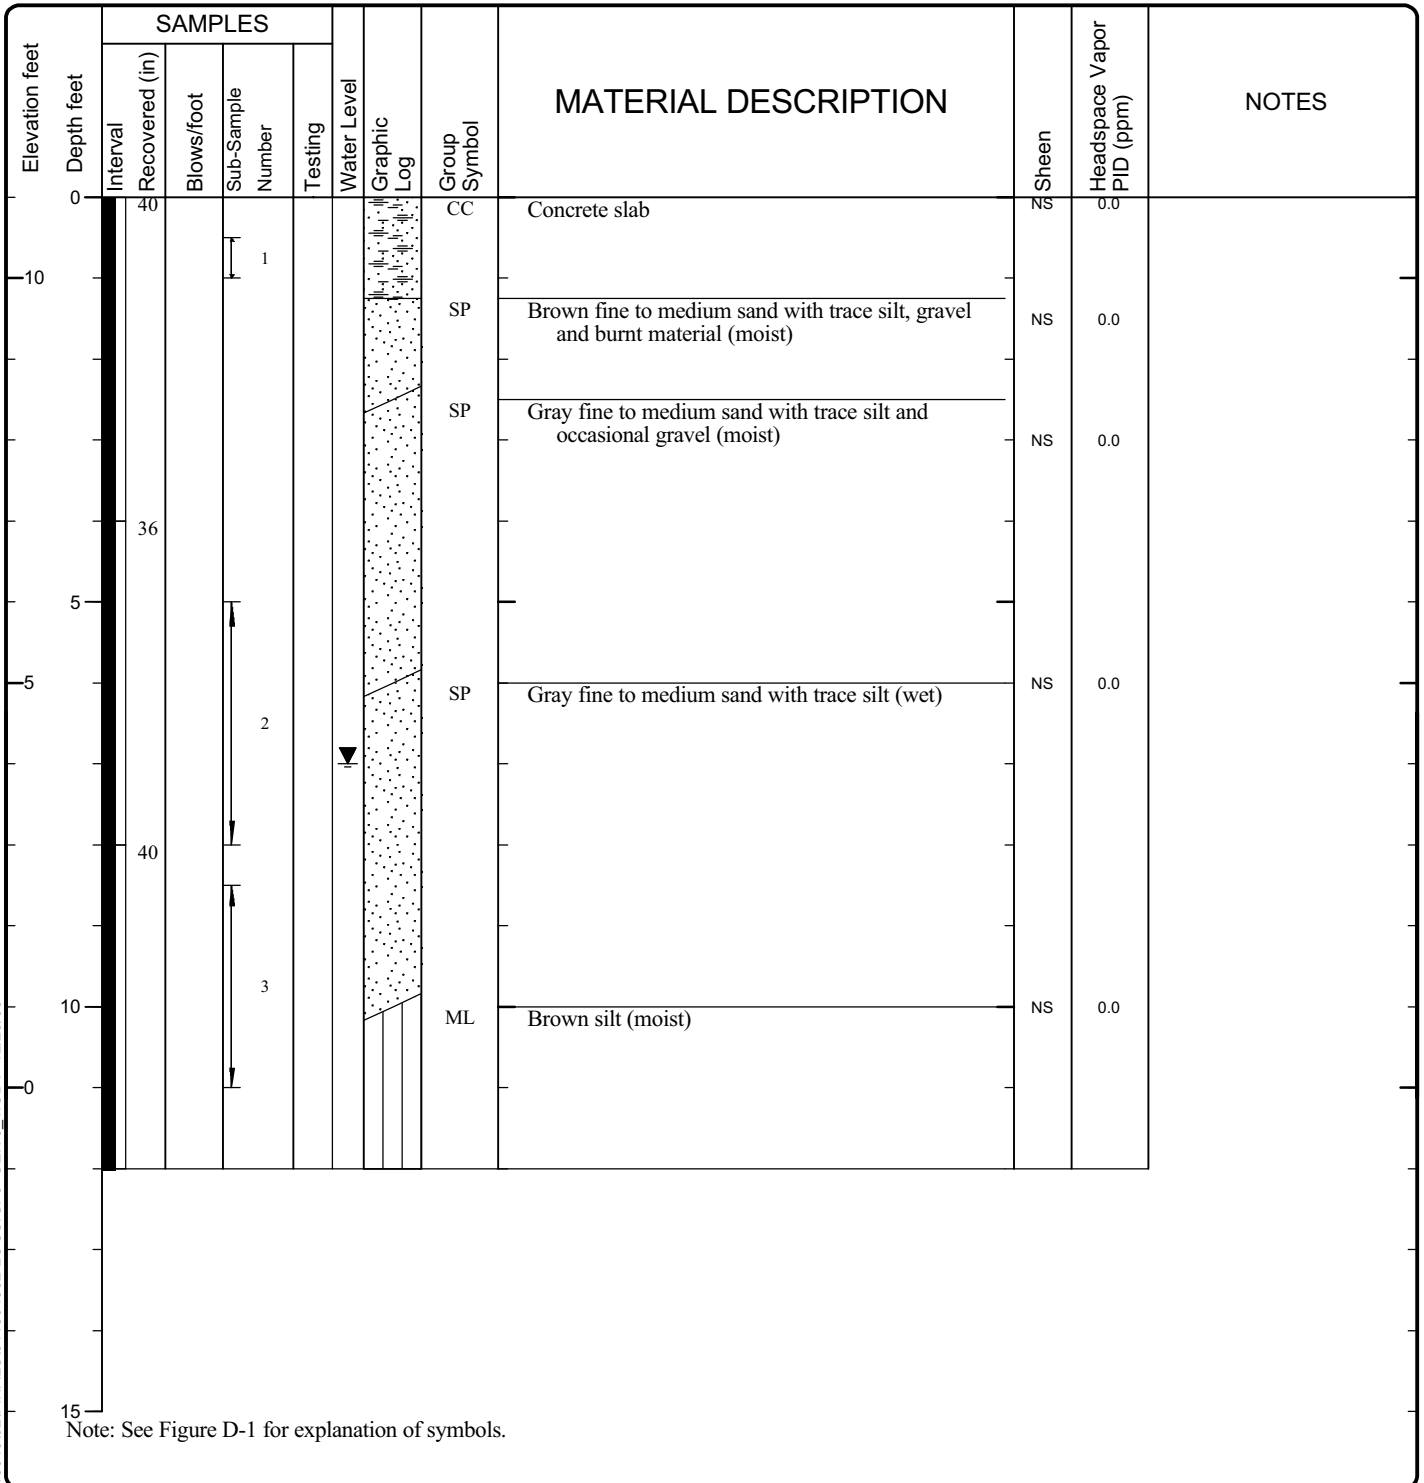 SAMPLES
Elevation feet
Depth feet
Interval
Recovered (in)
Blows/foot
Sub-Sample
Number
Testing
Water Level
Graphic
Log
Group
Symbol
MATERIAL DESCRIPTION
Sheen
Headspace Vapor
PID (ppm)
NOTES
0
40
CC
Concrete slab
NS
0.0
1
10
SP
Brown fine to medium sand with trace silt, gravel
and burnt material (moist)
NS
0.0
SP
Gray fine to medium sand with trace silt and
occasional gravel (moist)
NS
0.0
36
5
5
SP
Gray fine to medium sand with trace silt (wet)
NS
0.0
2
40
3
10
ML
Brown silt (moist)
NS
0.0
0
15
Note: See Figure D-1 for explanation of symbols.